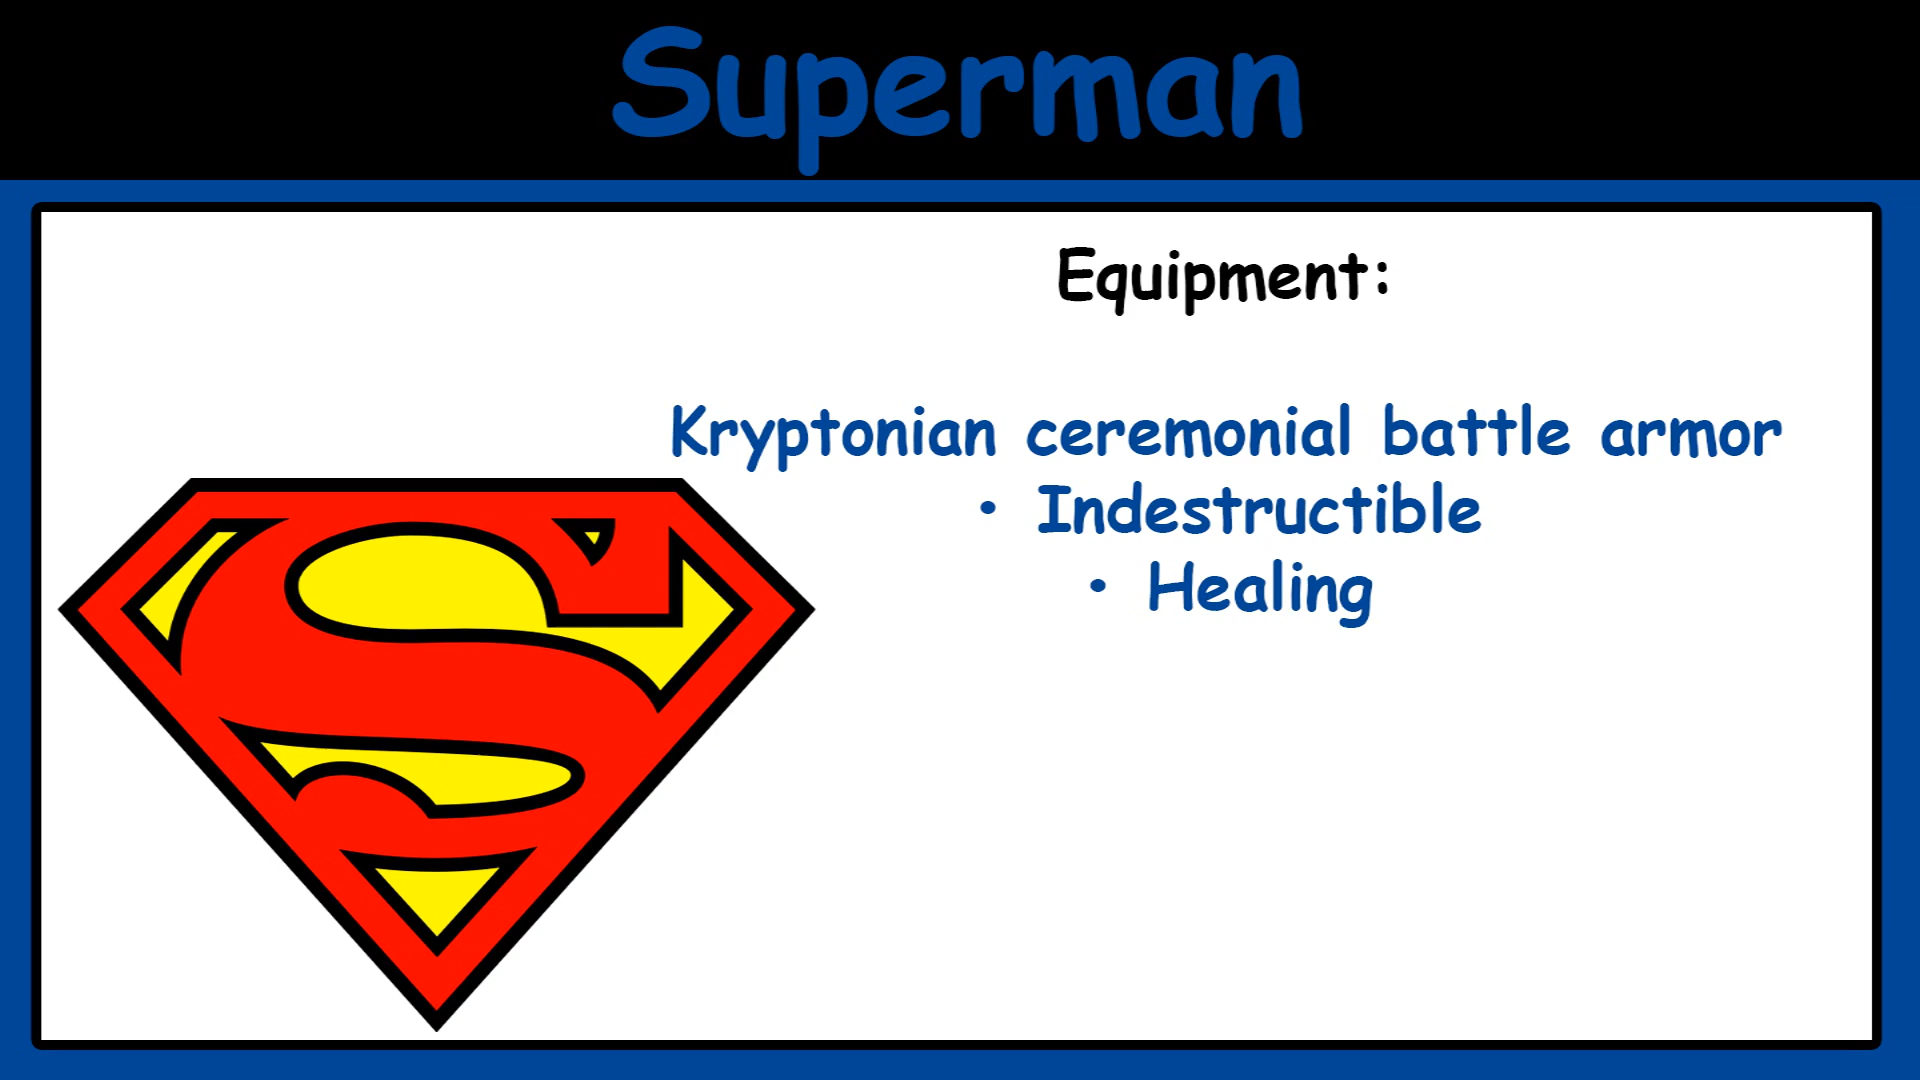 Superman
Equipment:
Kryptonian ceremonial battle armor
• Indestructible
• Healing
S